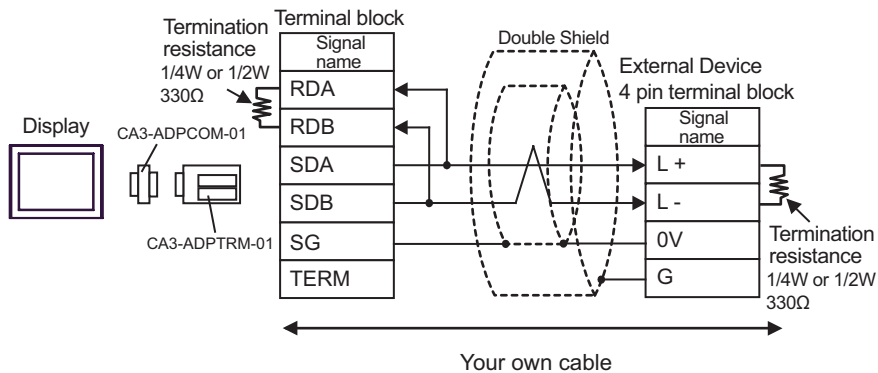 Termination
resistance
1/4W or 1/2W
330Ω
Display
CA3-ADPCOM-01
CA3-ADPTRM-01
Terminal block
Signal
name
RDA
RDB
SDA
SDB
SG
TERM
Double Shield
External Device
4 pin terminal block
Signal
name
L +
L -
0V
G
Termination
resistance
1/4W or 1/2W
330Ω
Your own cable